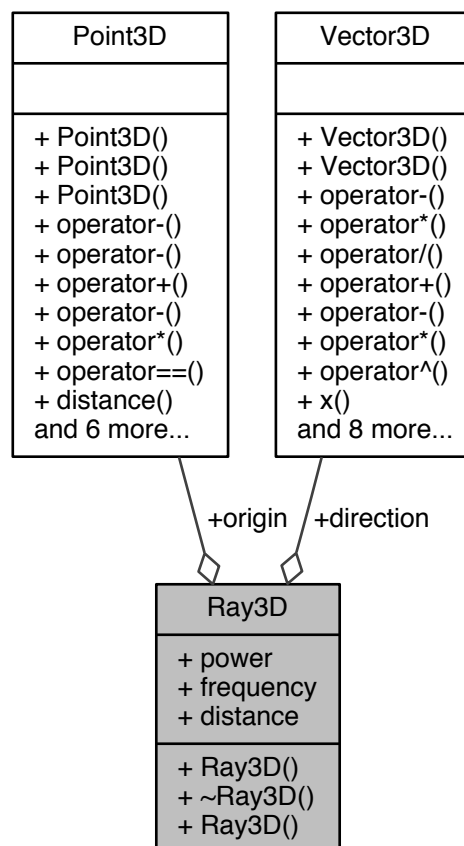 Point3D
+ Point3D()
+ Point3D()
+ Point3D()
+ operator-()
+ operator-()
+ operator+()
+ operator-()
+ operator*()
+ operator==()
+ distance()
and 6 more...
Vector3D
+ Vector3D()
+ Vector3D()
+ operator-()
+ operator*()
+ operator/()
+ operator+()
+ operator-()
+ operator*()
+ operator^()
+ x()
and 8 more...
+origin
+direction
Ray3D
+ power
+ frequency
+ distance
+ Ray3D()
+ ~Ray3D()
+ Ray3D()